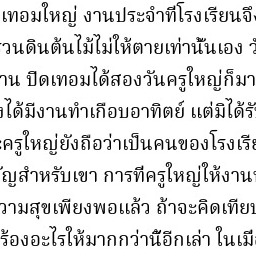 เทอมใหญ่ งานประจำที่โรงเรียนจึง
รวนดินต้นไม้ไม่ให้ตายเท่านั้นเอง วั
าน ปิดเทอมได้สองวันครูใหญ่ก็มา
งได้มีงานทำเกือบอาทิตย์ แต่มิได้รั
ะครูใหญ่ยังถือว่าเป็นคนของโรงเรีย
ัญสำหรับเขา การที่ครูใหญ่ให้งาน
วามสุขเพียงพอแล้ว ถ้าจะคิดเทียบ
ร้องอะไรให้มากกว่านี้อีกเล่า ในเมื่